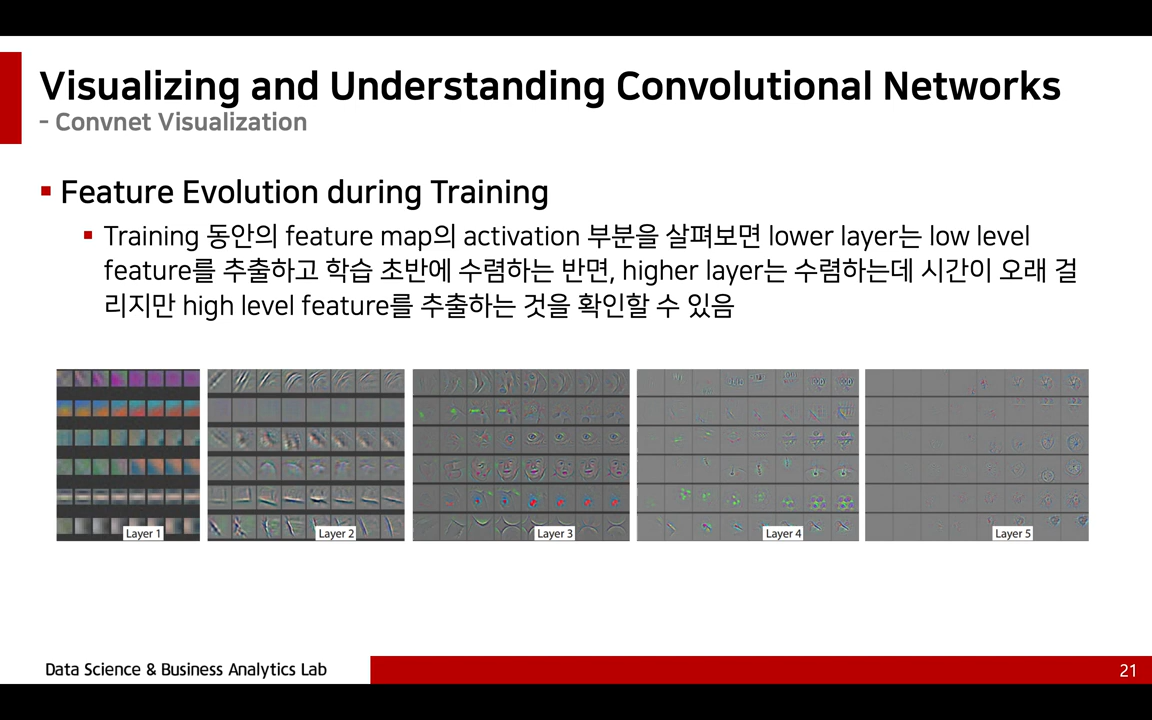 Visualizing and Understanding Convolutional Networks
- Convnet Visualization
Feature Evolution during Training
Training 동안의 feature map의 activation 부분을 살펴보면 lower layer는 low level
feature를 추출하고 학습 초반에 수렴하는 반면, higher layer는 수렴하는데 시간이 오래 걸
리지만 high level feature를 추출하는 것을 확인할 수 있음
Layer 1
Layer 2
Layer 3
Layer 4
Layer 5
Data Science & Business Analytics Lab
21